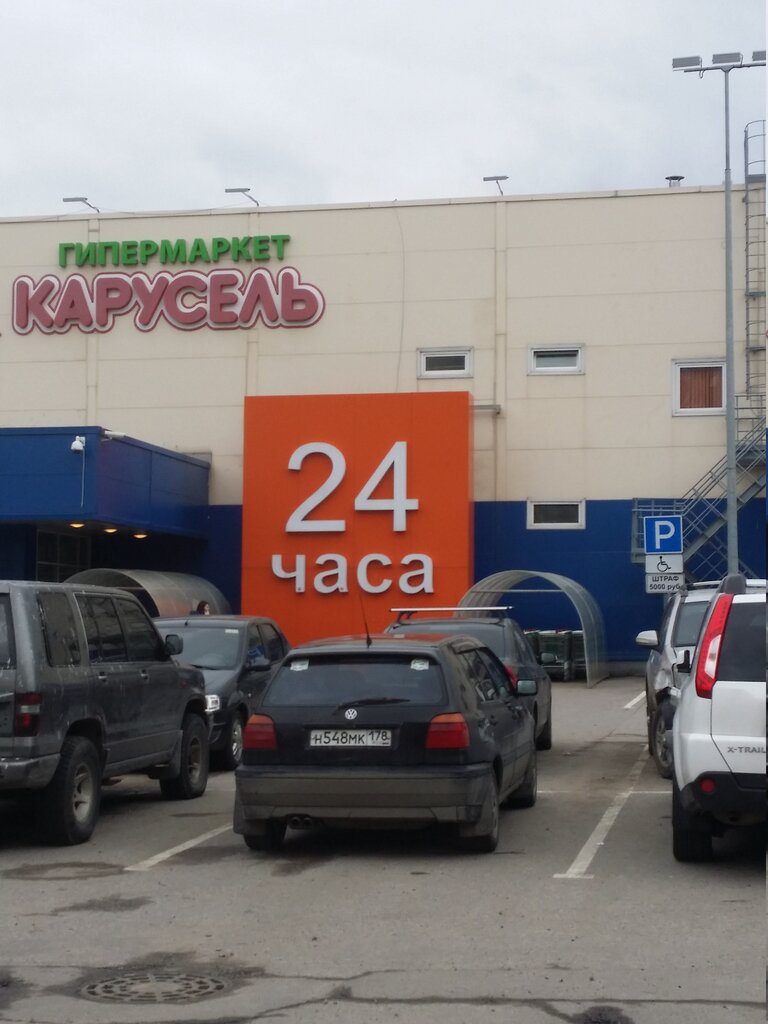 ГИПЕРМАРКЕТ
КАРУСЕЛЬ
24
часа
P
ШТРАФ
5000 руб
Н548МК 178
X-TRAIL